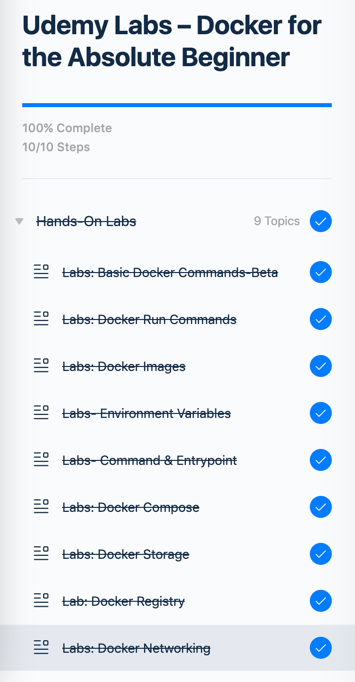 Udemy Labs – Docker for
the Absolute Beginner
100% Complete
10/10 Steps
Hands-On Labs 9 Topics
Labs: Basic Docker Commands-Beta
Labs: Docker Run Commands
Labs: Docker Images
Labs- Environment Variables
Labs- Command & Entrypoint
Labs: Docker Compose
Labs: Docker Storage
Lab: Docker Registry
Labs: Docker Networking